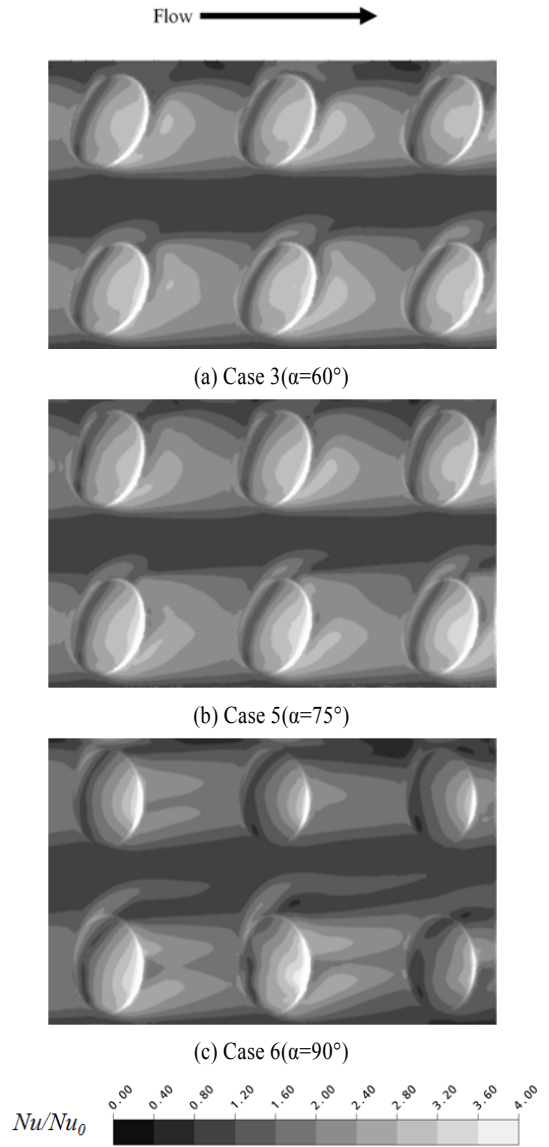 Flow
(a) Case 3(α=60°)
(b) Case 5(α=75°)
(c) Case 6(α=90°)
Nu/Nu0 0.00 0.40 0.80 1.20 1.60 2.00 2.40 2.80 3.20 3.60 4.00